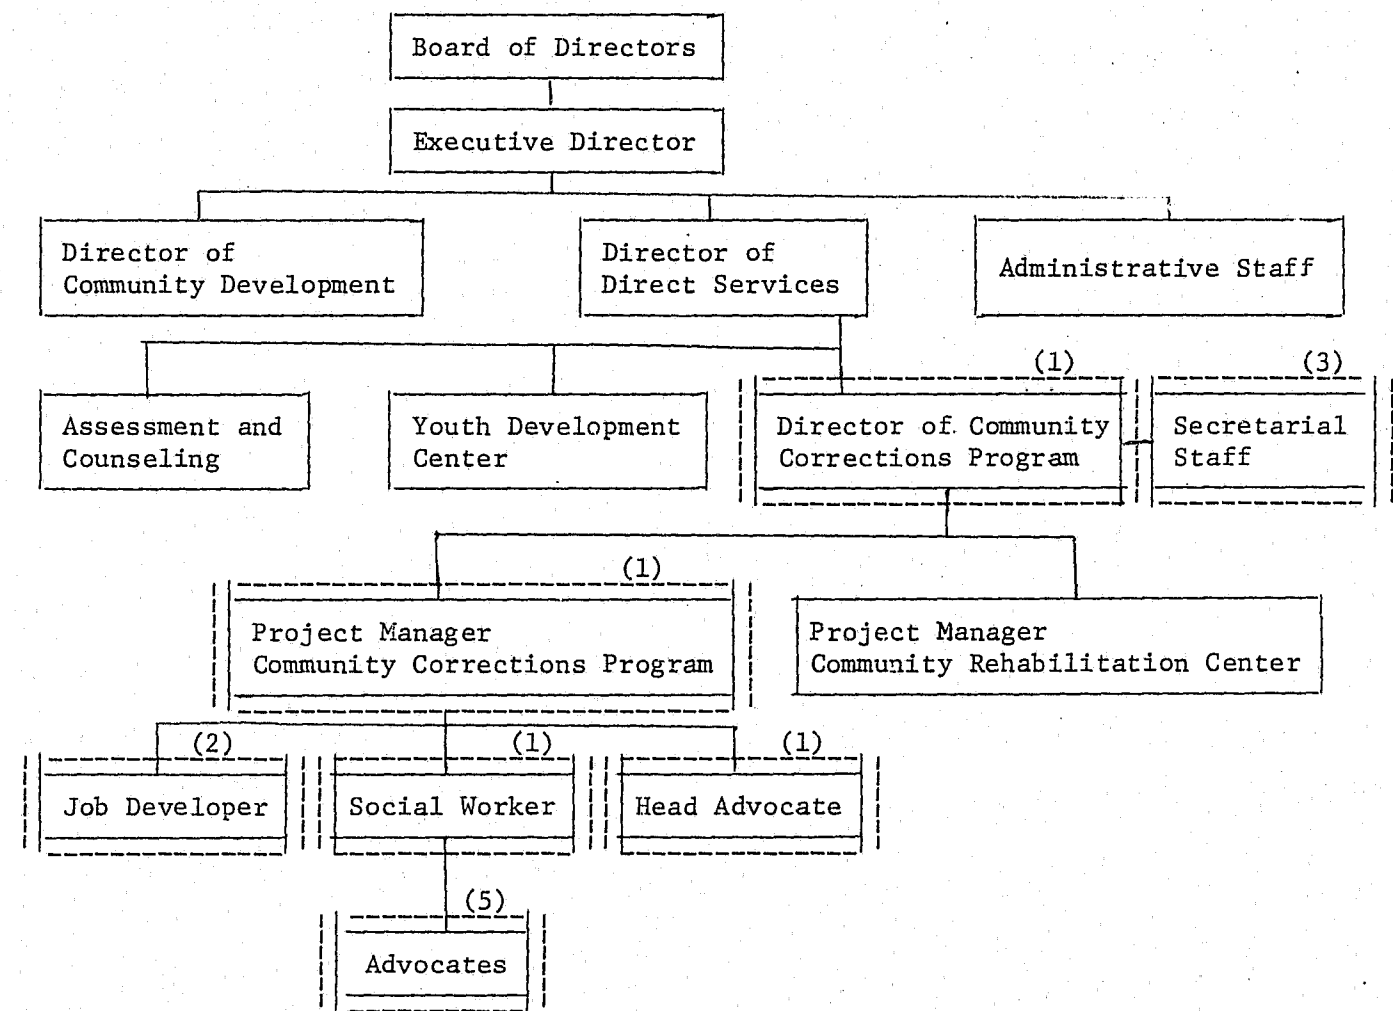 Board of Directors
Executive Director
Director of
Community Development
Director of
Direct Services
Administrative Staff
(1)
(3)
Assessment and
Counseling
Youth Development
Center
Director of Community
Corrections Program
Secretarial
Staff
(1)
Project Manager
Community Corrections Program
Project Manager
Community Rehabilitation Center
(2)
(1)
(1)
Job Developer
Social Worker
Head Advocate
(5)
Advocates